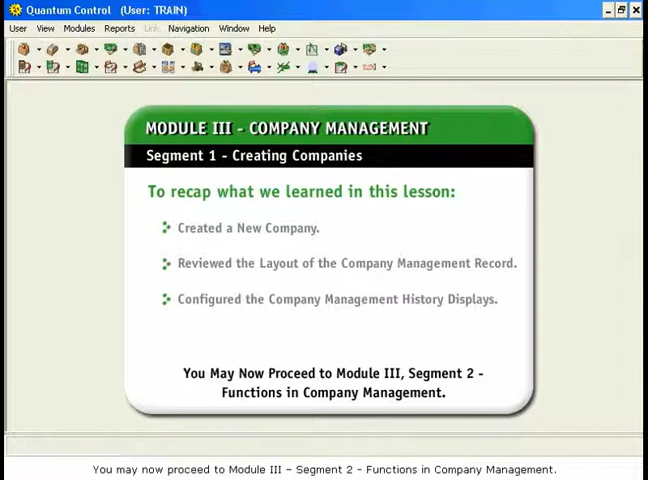 Quantum Control (User: TRAIN)
User View Modules Reports Link Navigation Window Help
MODULE III - COMPANY MANAGEMENT
Segment 1 - Creating Companies
To recap what we learned in this lesson:
Created a New Company.
Reviewed the Layout of the Company Management Record.
Configured the Company Management History Displays.
You May Now Proceed to Module III, Segment 2 -
Functions in Company Management.
You may now proceed to Module III – Segment 2 - Functions in Company Management.